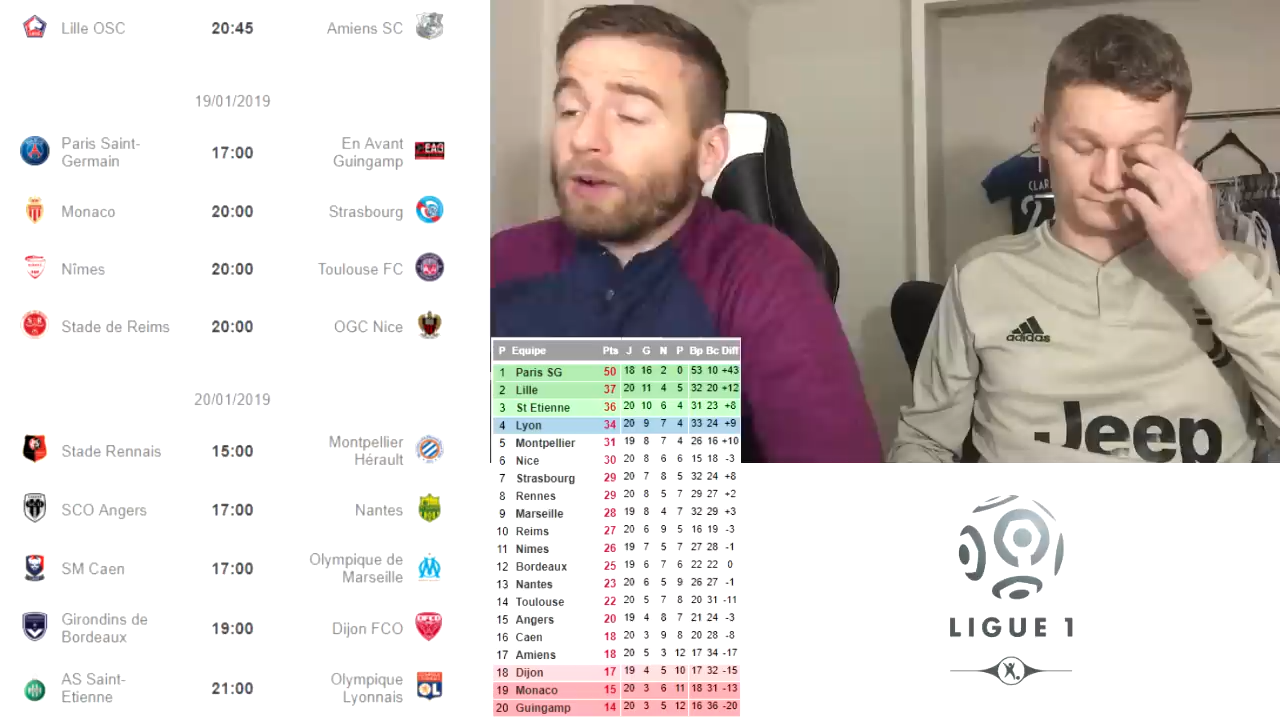 Lille OSC 20:45 Amiens SC
19/01/2019
Paris Saint-
Germain 17:00 En Avant
Guingamp
Monaco 20:00 Strasbourg
Nîmes 20:00 Toulouse FC
Stade de Reims 20:00 OGC Nice
20/01/2019
Stade Rennais 15:00 Montpellier
Hérault
SCO Angers 17:00 Nantes
SM Caen 17:00 Olympique de
Marseille
Girondins de
Bordeaux 19:00 Dijon FCO
AS Saint-
Etienne 21:00 Olympique
Lyonnais
P Equipe Pts J G N P Bp Bc Diff
1 Paris SG 50 18 16 2 0 53 10 +43
2 Lille 37 20 11 4 5 32 20 +12
3 St Etienne 36 20 10 6 4 31 23 +8
4 Lyon 34 20 9 7 4 33 24 +9
5 Montpellier 31 19 8 7 4 26 16 +10
6 Nice 30 20 8 6 6 15 18 -3
7 Strasbourg 29 20 7 8 5 32 24 +8
8 Rennes 29 20 8 5 7 29 27 +2
9 Marseille 28 19 8 4 7 32 29 +3
10 Reims 27 20 6 9 5 16 19 -3
11 Nimes 26 19 7 5 7 27 28 -1
12 Bordeaux 25 19 6 7 6 22 22 0
13 Nantes 23 20 6 5 9 26 27 -1
14 Toulouse 22 20 5 7 8 20 31 -11
15 Angers 20 19 4 8 7 21 24 -3
16 Caen 18 20 3 9 8 20 28 -8
17 Amiens 18 20 5 3 12 17 34 -17
18 Dijon 17 19 4 5 10 17 32 -15
19 Monaco 15 20 3 6 11 18 31 -13
20 Guingamp 14 20 3 5 12 16 36 -20
CLAR
2
adidas
Jeep
LIGUE 1